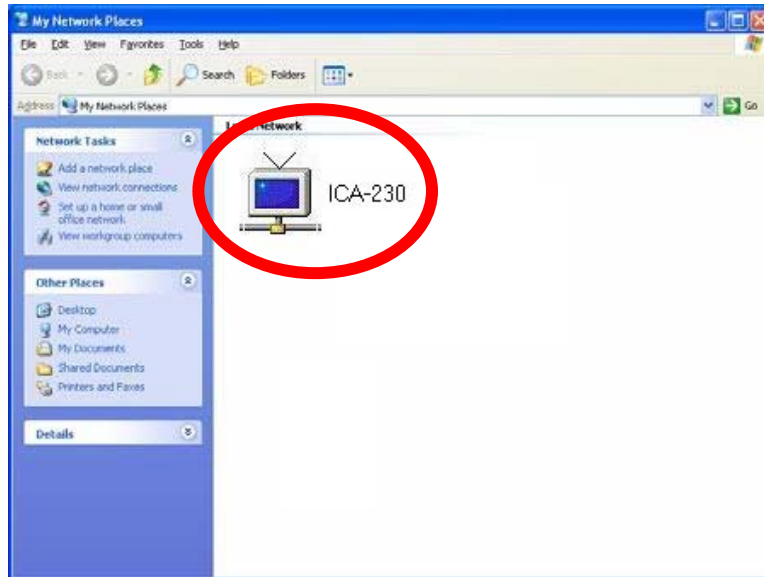 My Network Places
File Edit View Favorites Tools Help
Back Search Folders
Address My Network Places Go
Network Tasks
Add a network place
View network connections
Set up a home or small
office network
View workgroup computers
Other Places
Desktop
My Computer
My Documents
Shared Documents
Printers and Faxes
Details
Local Network
ICA-230